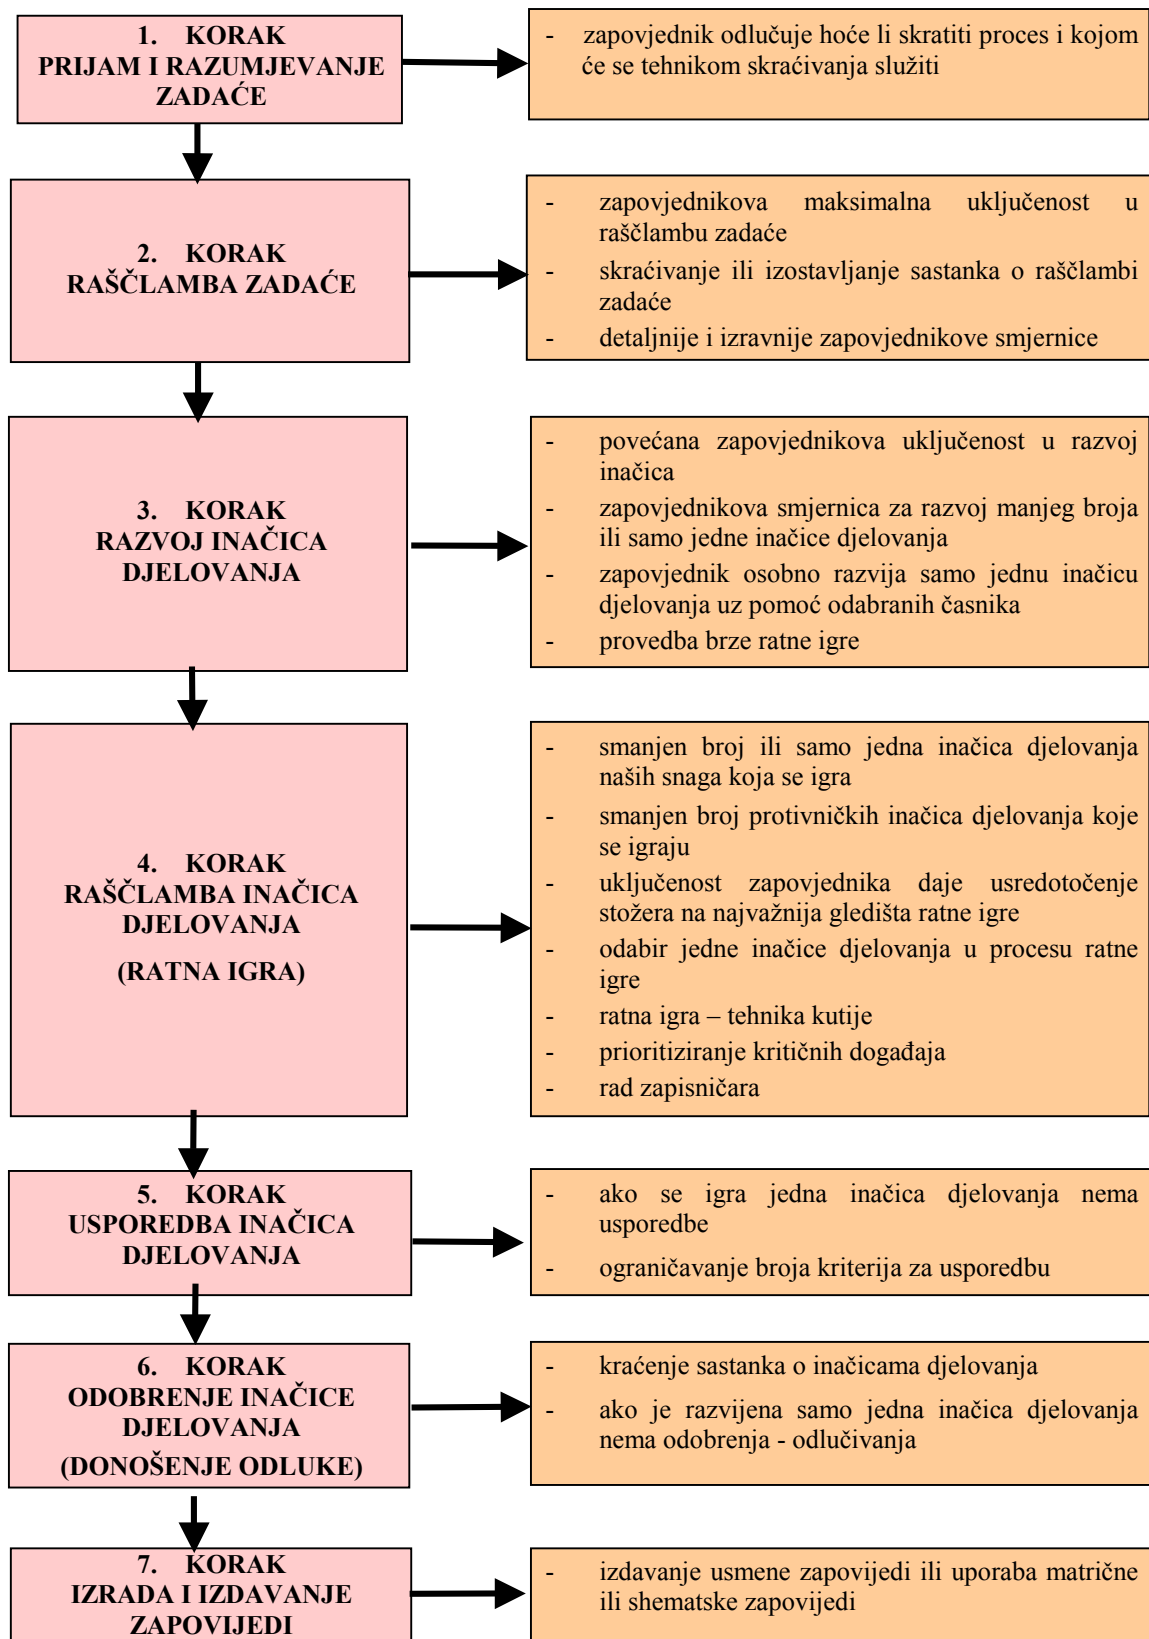 1. KORAK
PRIJAM I RAZUMJEVANJE
ZADAĆE
- zapovjednik odlučuje hoće li skratiti proces i kojom
će se tehnikom skraćivanja služiti
2. KORAK
RAŠČLAMBA ZADAĆE
- zapovjednikova maksimalna uključenost u
raščlambu zadaće
- skraćivanje ili izostavljanje sastanka o raščlambi
zadaće
- detaljnije i izravnije zapovjednikove smjernice
3. KORAK
RAZVOJ INAČICA
DJELOVANJA
- povećana zapovjednikova uključenost u razvoj
inačica
- zapovjednikova smjernica za razvoj manjeg broja
ili samo jedne inačice djelovanja
- zapovjednik osobno razvija samo jednu inačicu
djelovanja uz pomoć odabranih časnika
- provedba brze ratne igre
4. KORAK
RAŠČLAMBA INAČICA
DJELOVANJA
(RATNA IGRA)
- smanjen broj ili samo jedna inačica djelovanja
naših snaga koja se igra
- smanjen broj protivničkih inačica djelovanja koje
se igraju
- uključenost zapovjednika daje usredotočenje
stožera na najvažnija gledišta ratne igre
- odabir jedne inačice djelovanja u procesu ratne
igre
- ratna igra – tehnika kutije
- prioritiziranje kritičnih događaja
- rad zapisničara
5. KORAK
USPOREDBA INAČICA
DJELOVANJA
- ako se igra jedna inačica djelovanja nema
usporedbe
- ograničavanje broja kriterija za usporedbu
6. KORAK
ODOBRENJE INAČICE
DJELOVANJA
(DONOŠENJE ODLUKE)
- kraćenje sastanka o inačicama djelovanja
- ako je razvijena samo jedna inačica djelovanja
nema odobrenja - odlučivanja
7. KORAK
IZRADA I IZDAVANJE
ZAPOVIJEDI
- izdavanje usmene zapovijedi ili uporaba matrične
ili shematske zapovijedi